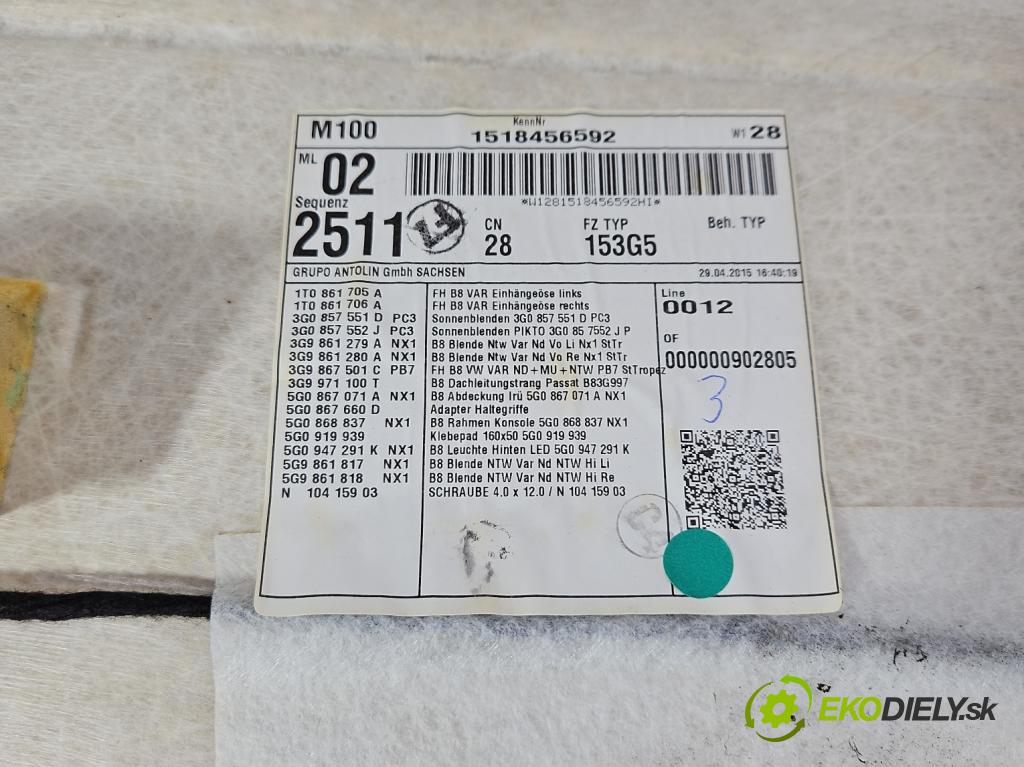 M100
KennNr
1518456592
W1 28
ML 02
*W1281518456592HI*
Sequenz
2511
CN
28
FZ TYP
153G5
Beh. TYP
GRUPO ANTOLIN GmbH SACHSEN
29.04.2015 16:40:19
1T0 861 705 A FH B8 VAR Einhängeöse links
1T0 861 706 A FH B8 VAR Einhängeöse rechts
3G0 857 551 D PC3 Sonnenblenden 3G0 857 551 D PC3
3G0 857 552 J PC3 Sonnenblenden PIKTO 3G0 85 7552 J P
3G9 861 279 A NX1 B8 Blende Ntw Var Nd Vo Li Nx1 StTr
3G9 861 280 A NX1 B8 Blende Ntw Var Nd Vo Re Nx1 StTr
3G9 867 501 C PB7 FH B8 VW VAR ND+MU+NTW PB7 StTropez
3G9 971 100 T B8 Dachleitungstrang Passat B83G997
5G0 867 071 A NX1 B8 Abdeckung Irü 5G0 867 071 A NX1
5G0 867 660 D Adapter Haltegriffe
5G0 868 837 NX1 B8 Rahmen Konsole 5G0 868 837 NX1
5G0 919 939 Klebepad 160x50 5G0 919 939
5G0 947 291 K NX1 B8 Leuchte Hinten LED 5G0 947 291 K
5G9 861 817 NX1 B8 Blende NTW Var Nd NTW Hi Li
5G9 861 818 NX1 B8 Blende NTW Var Nd NTW Hi Re
N 104 159 03 SCHRAUBE 4.0 x 12.0 / N 104 159 03
Line
0012
OF
000000902805
3
EKODIELY.sk